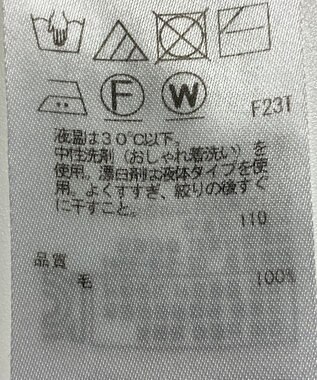 F W
F23T
液温は30℃以下。
中性洗剤（おしゃれ着洗い）を
使用。漂白剤は液体タイプを使
用。よくすすぎ、絞りの後すぐ
に干すこと。
110
品質
毛 100%